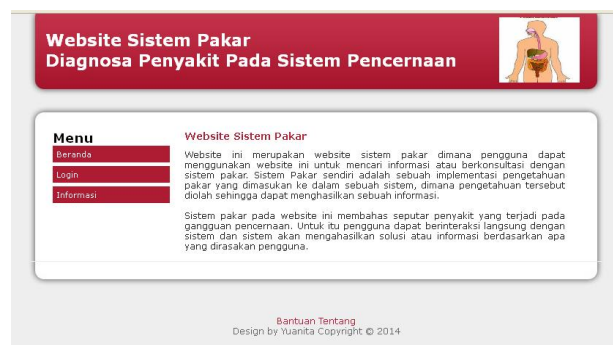 Website Sistem Pakar
Diagnosa Penyakit Pada Sistem Pencernaan
Menu
Beranda
Login
Informasi
Website Sistem Pakar
Website ini merupakan website sistem pakar dimana pengguna dapat
menggunakan website ini untuk mencari informasi atau berkonsultasi dengan
sistem pakar. Sistem Pakar sendiri adalah sebuah implementasi pengetahuan
pakar yang dimasukan ke dalam sebuah sistem, dimana pengetahuan tersebut
diolah sehingga dapat menghasilkan sebuah informasi.
Sistem pakar pada website ini membahas seputar penyakit yang terjadi pada
gangguan pencernaan. Untuk itu pengguna dapat berinteraksi langsung dengan
sistem dan sistem akan mengahasilkan solusi atau informasi berdasarkan apa
yang dirasakan pengguna.
Bantuan Tentang
Design by Yuanita Copyright © 2014